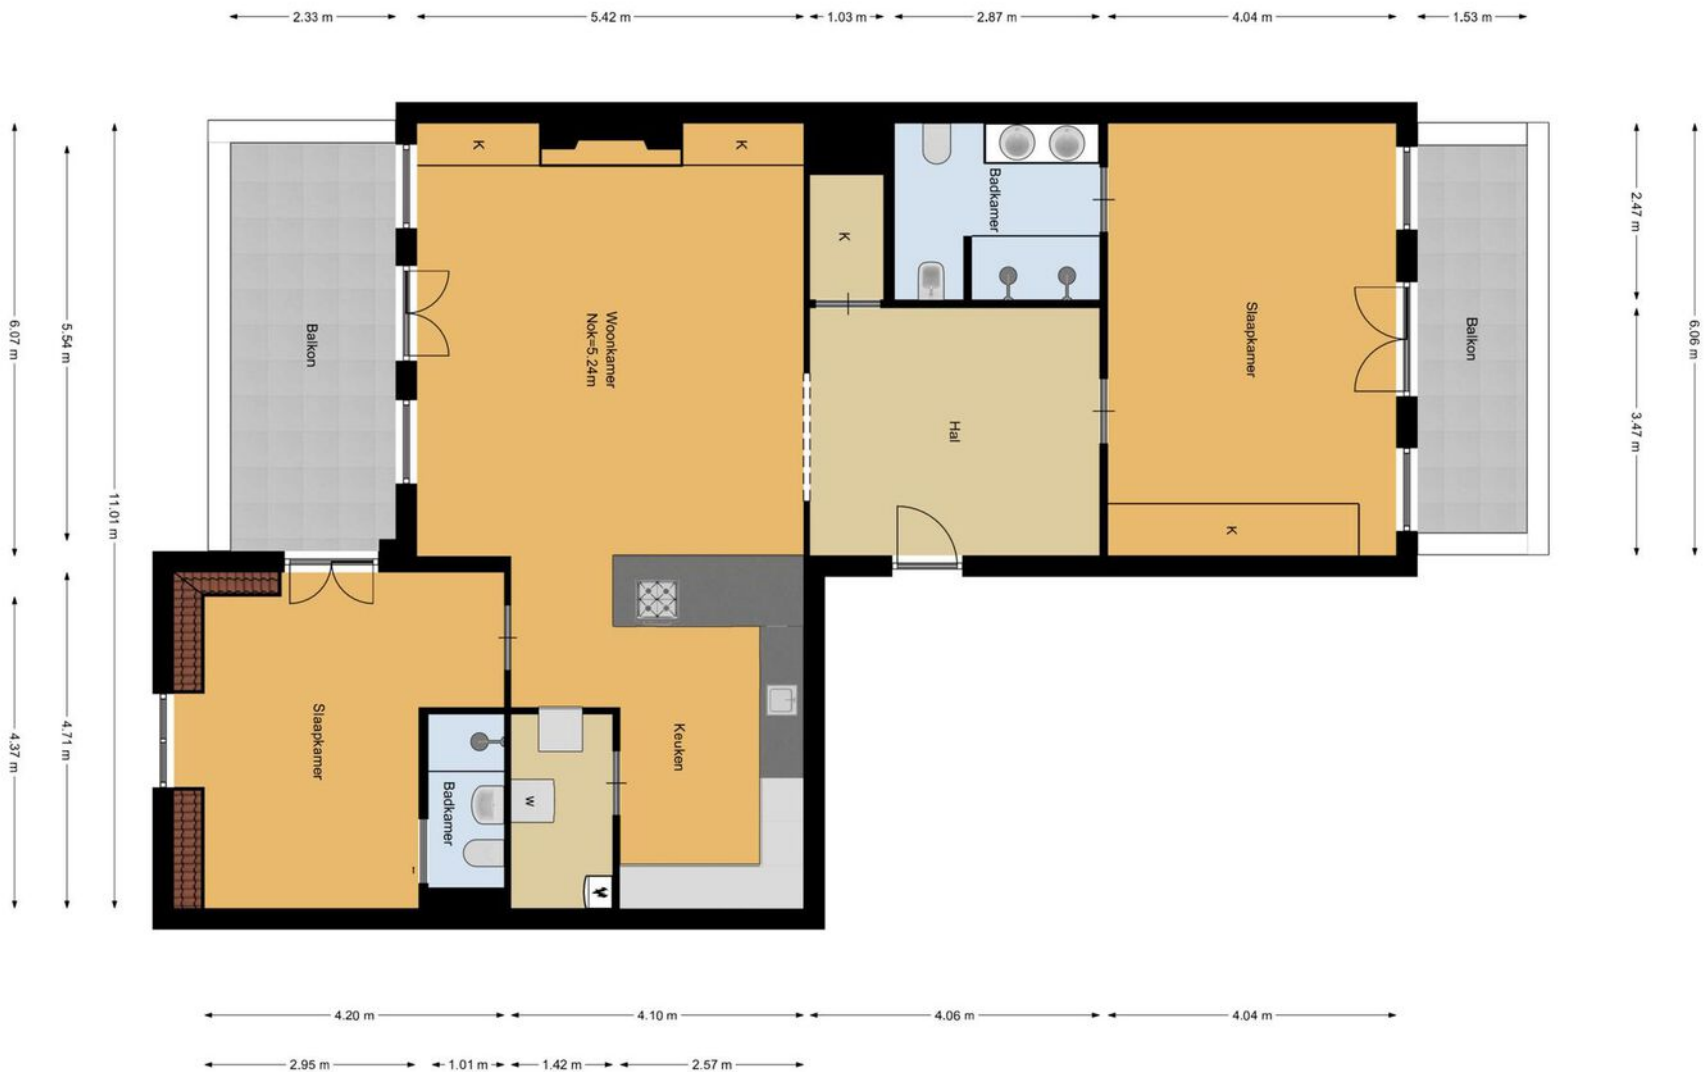 2.33 m
5.42 m
1.03 m
2.87 m
4.04 m
1.53 m
6.07 m
5.54 m
11.01 m
4.37 m
4.71 m
2.47 m
3.47 m
6.06 m
K
K
K
Badkamer
Balkon
Woonkamer
Nok=5.24m
Hal
Slaapkamer
Balkon
K
Slaapkamer
Badkamer
W
Keuken
4.20 m
4.10 m
4.06 m
4.04 m
2.95 m
1.01 m
1.42 m
2.57 m